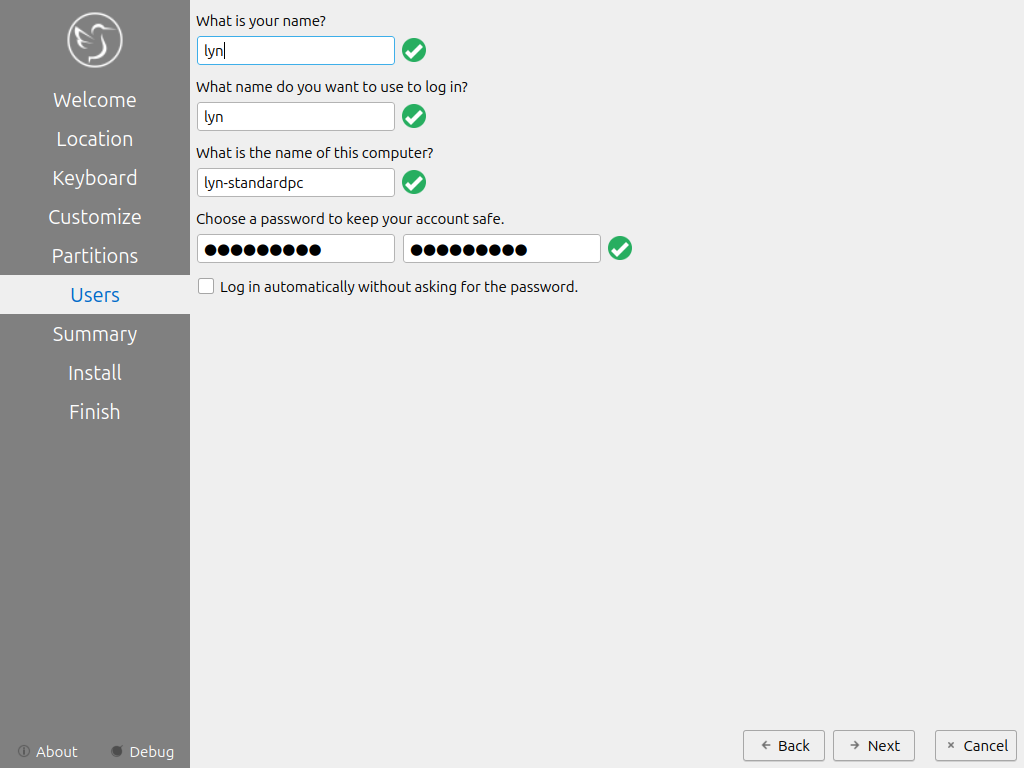 Welcome
Location
Keyboard
Customize
Partitions
Users
Summary
Install
Finish
About
Debug
What is your name?
lyn
What name do you want to use to log in?
lyn
What is the name of this computer?
lyn-standardpc
Choose a password to keep your account safe.
●●●●●●●●● ●●●●●●●●●
Log in automatically without asking for the password.
Back
Next
Cancel